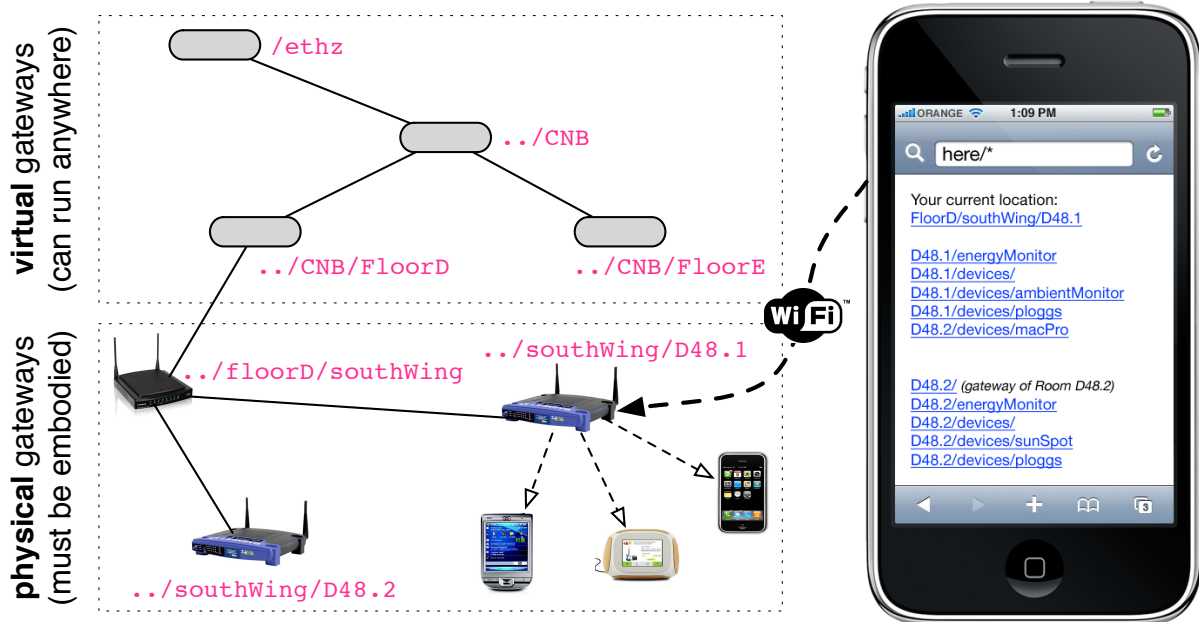 virtual gateways
(can run anywhere)
/ethz
../CNB
../CNB/FloorD
../CNB/FloorE
physical gateways
(must be embodied)
../floorD/southWing
../southWing/D48.1
../southWing/D48.2
Wi Fi
™
ORANGE 1:09 PM
here/*
Your current location:
FloorD/southWing/D48.1
D48.1/energyMonitor
D48.1/devices/
D48.1/devices/ambientMonitor
D48.1/devices/ploggs
D48.2/devices/macPro
D48.2/ (gateway of Room D48.2)
D48.2/energyMonitor
D48.2/devices/
D48.2/devices/sunSpot
D48.2/devices/ploggs
3